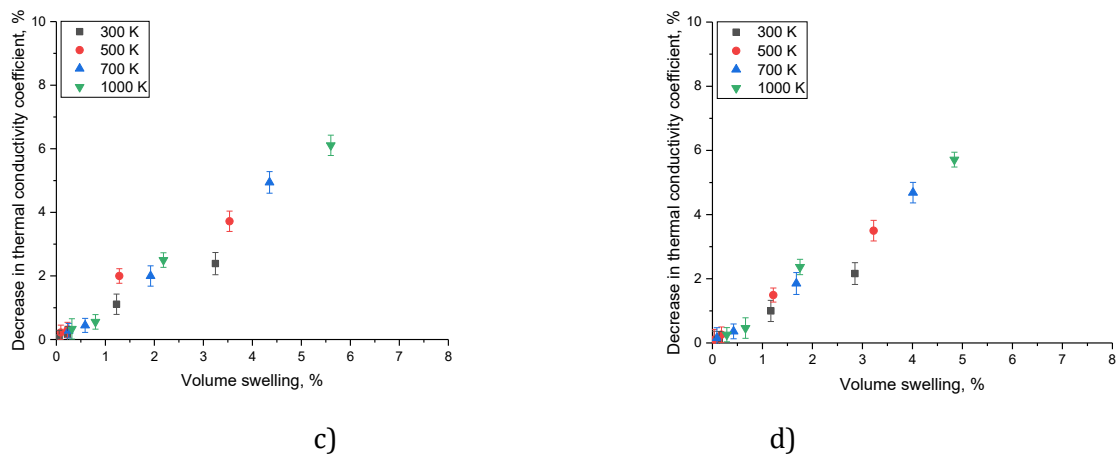 Decrease in thermal conductivity coefficient, %
10
8
6
4
2
0
300 K
500 K
700 K
1000 K
0 1 2 3 4 5 6 7 8
Volume swelling, %
c)
Decrease in thermal conductivity coefficient, %
10
8
6
4
2
0
300 K
500 K
700 K
1000 K
0 1 2 3 4 5 6 7 8
Volume swelling, %
d)